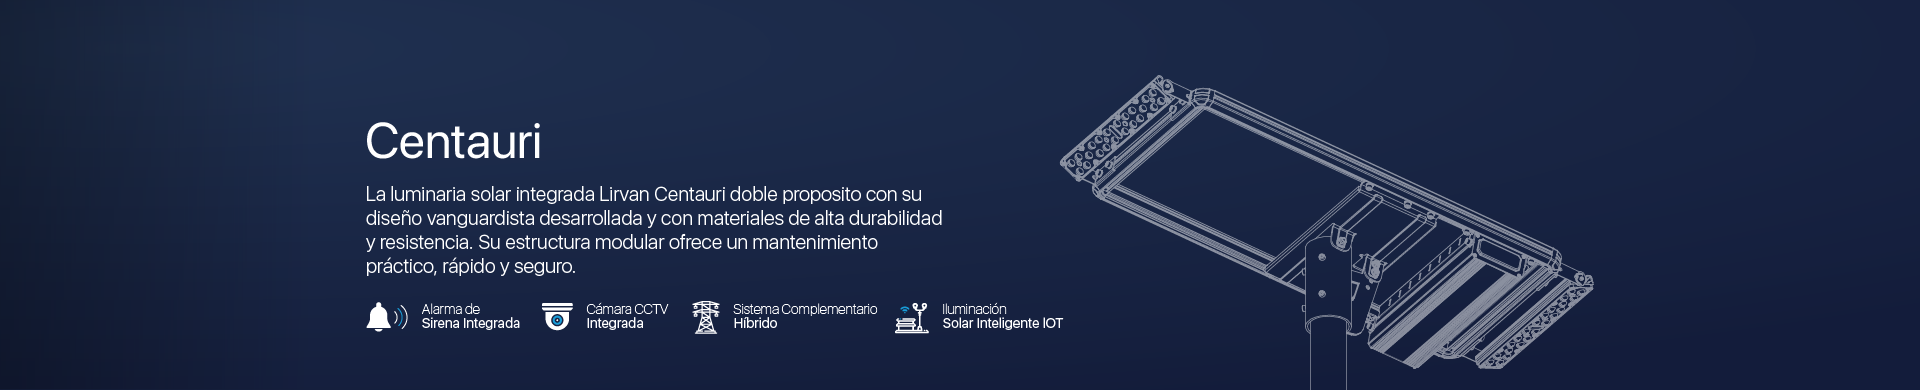 Centauri
La luminaria solar integrada Lirvan Centauri doble proposito con su
diseño vanguardista desarrollada y con materiales de alta durabilidad
y resistencia. Su estructura modular ofrece un mantenimiento
práctico, rápido y seguro.
Alarma de
Sirena Integrada
Cámara CCTV
Integrada
Sistema Complementario
Híbrido
Iluminación
Solar Inteligente IOT